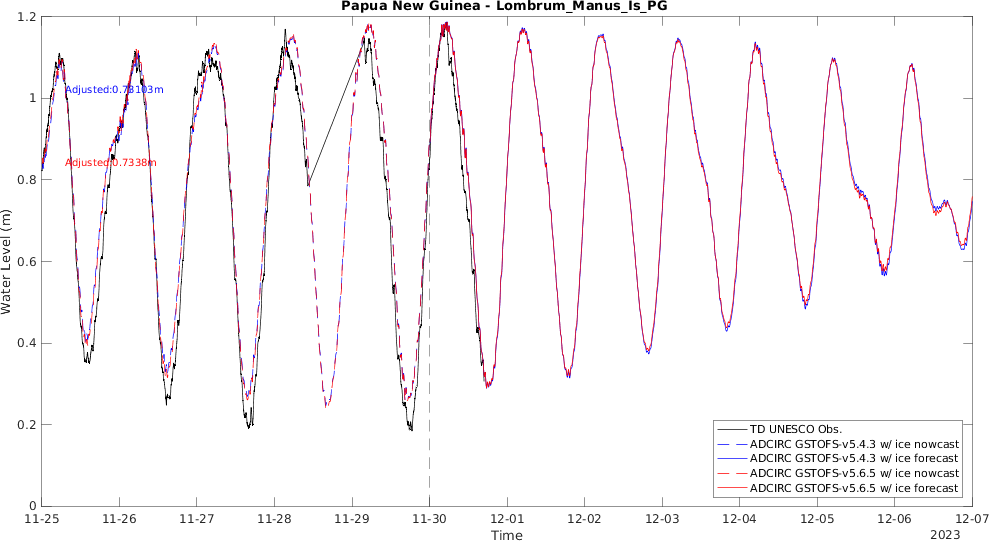 Papua New Guinea - Lombrum_Manus_Is_PG
1.2
1
0.8
0.6
0.4
0.2
0
Water Level (m)
Adjusted:0.73103m
Adjusted:0.7338m
TD UNESCO Obs.
ADCIRC GSTOFS-v5.4.3 w/ ice nowcast
ADCIRC GSTOFS-v5.4.3 w/ ice forecast
ADCIRC GSTOFS-v5.6.5 w/ ice nowcast
ADCIRC GSTOFS-v5.6.5 w/ ice forecast
11-25 11-26 11-27 11-28 11-29 11-30 12-01 12-02 12-03 12-04 12-05 12-06 12-07
Time
2023